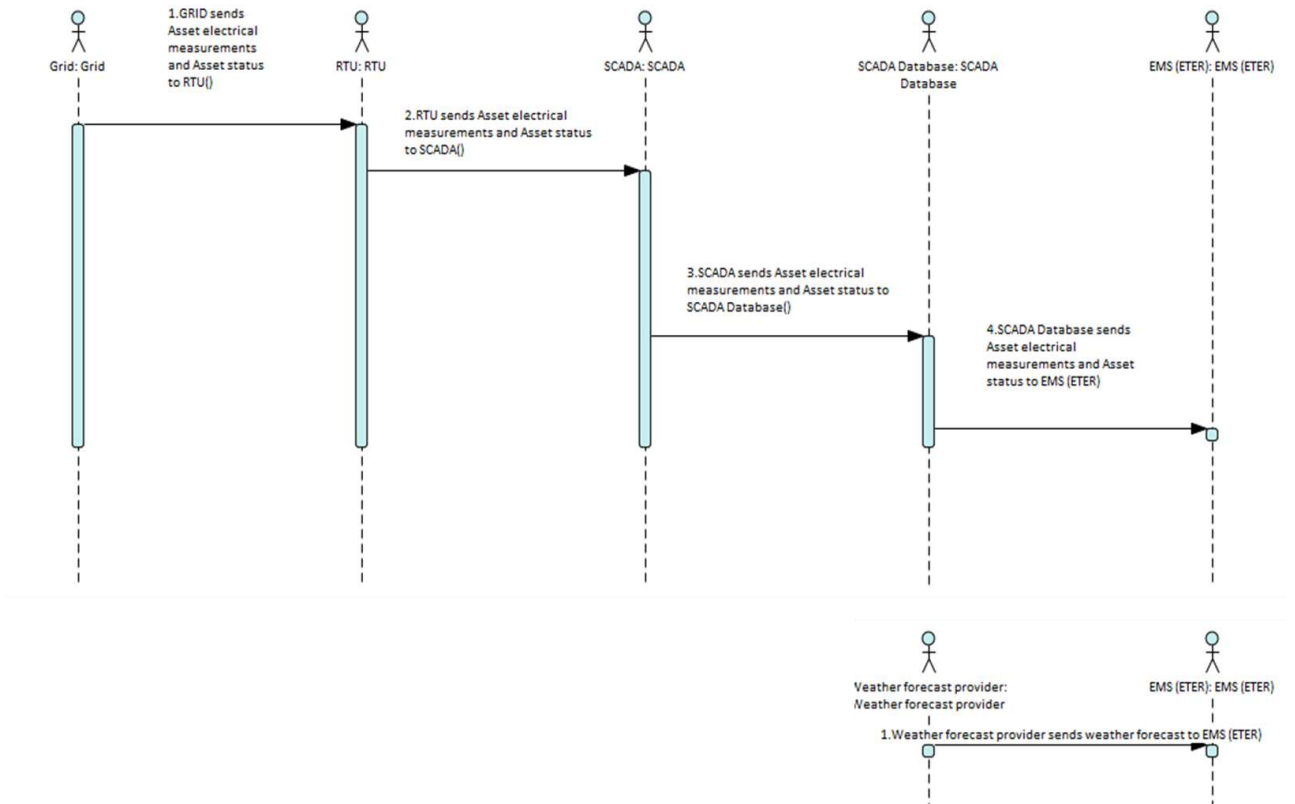 1.GRID sends
Asset electrical
measurements
and Asset status
to RTU()
Grid: Grid
RTU: RTU
SCADA: SCADA
SCADA Database: SCADA
Database
EMS (ETER): EMS (ETER)
2.RTU sends Asset electrical
measurements and Asset status
to SCADA()
3.SCADA sends Asset electrical
measurements and Asset status to
SCADA Database()
4.SCADA Database sends
Asset electrical
measurements and Asset
status to EMS (ETER)
Weather forecast provider:
Weather forecast provider
EMS (ETER): EMS (ETER)
1.Weather forecast provider sends weather forecast to EMS (ETER)